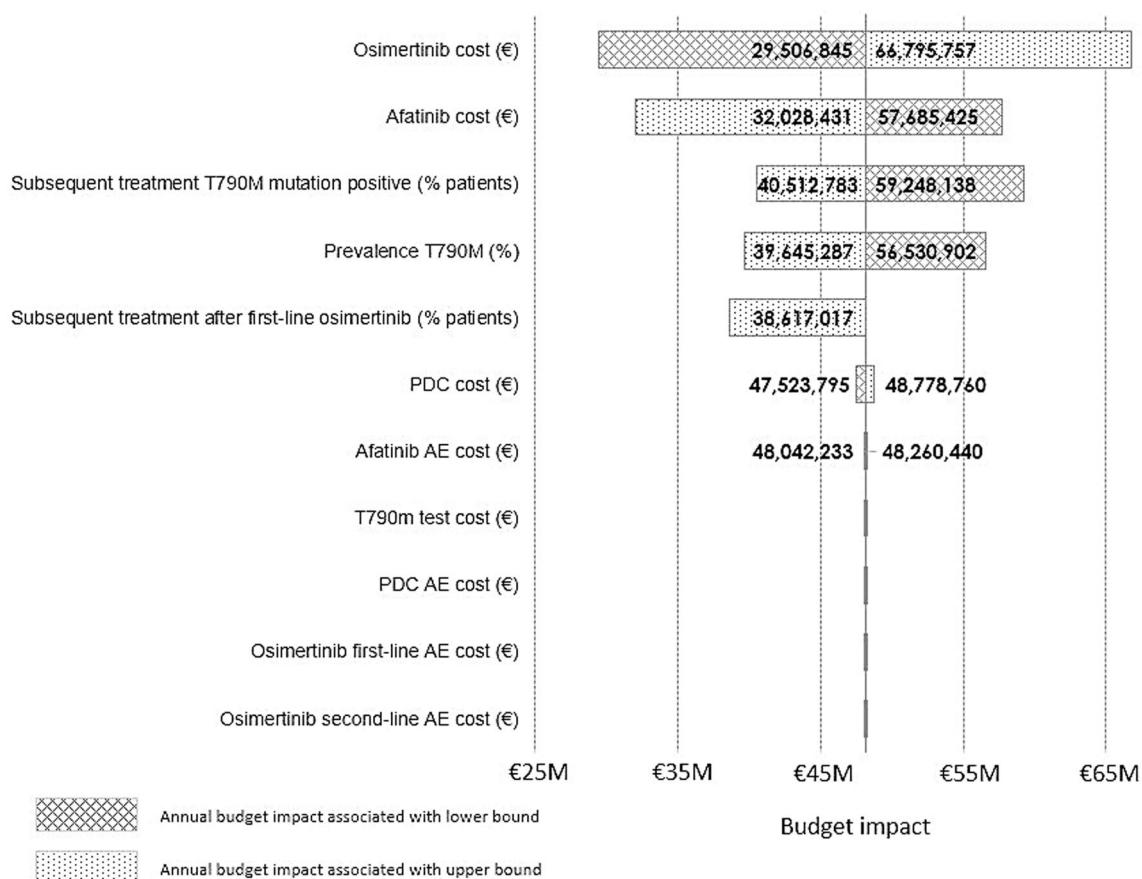 Osimertinib cost (€) 29,506,845 66,795,757
Afatinib cost (€) 32,028,431 57,685,425
Subsequent treatment T790M mutation positive (% patients) 40,512,783 59,248,138
Prevalence T790M (%) 39,645,287 56,530,902
Subsequent treatment after first-line osimertinib (% patients) 38,617,017
PDC cost (€) 47,523,795 48,778,760
Afatinib AE cost (€) 48,042,233 48,260,440
T790m test cost (€)
PDC AE cost (€)
Osimertinib first-line AE cost (€)
Osimertinib second-line AE cost (€)
€25M €35M €45M €55M €65M
Budget impact
Annual budget impact associated with lower bound
Annual budget impact associated with upper bound